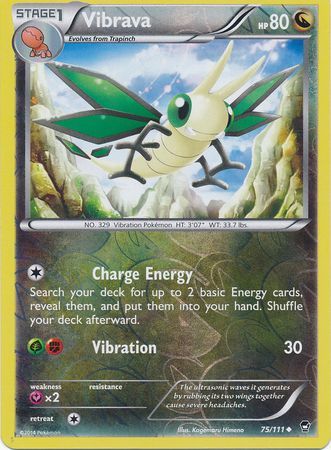 STAGE1
Vibrava
HP80
Evolves from Trapinch
NO. 329 Vibration Pokémon HT: 3'07" WT: 33.7 lbs.
Charge Energy
Search your deck for up to 2 basic Energy cards,
reveal them, and put them into your hand. Shuffle
your deck afterward.
Vibration 30
weakness
resistance
×2
retreat
The ultrasonic waves it generates
by rubbing its two wings together
cause severe headaches.
©2014 Pokémon
Illus. Kagemaru Himeno
75/111